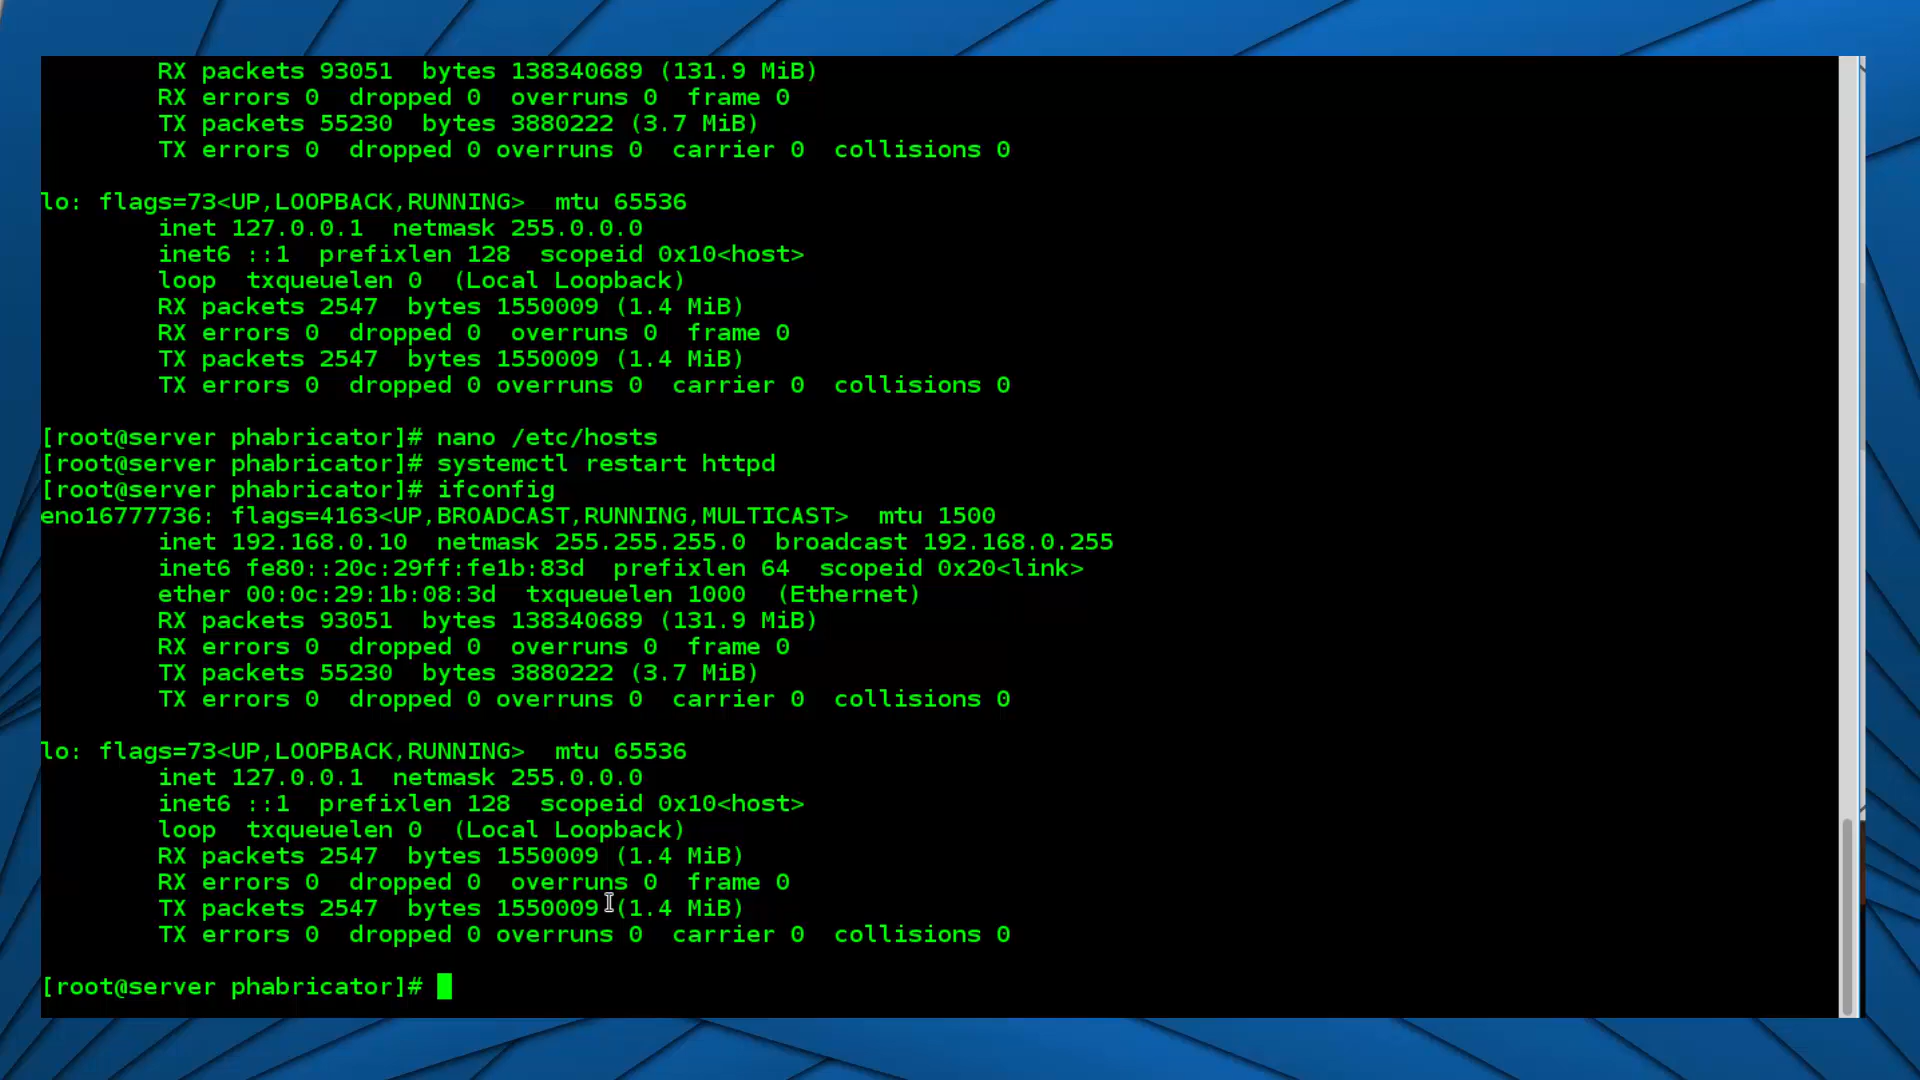 RX packets 93051  bytes 138340689 (131.9 MiB)
RX errors 0  dropped 0  overruns 0  frame 0
TX packets 55230  bytes 3880222 (3.7 MiB)
TX errors 0  dropped 0 overruns 0  carrier 0  collisions 0
lo: flags=73<UP,LOOPBACK,RUNNING>  mtu 65536
inet 127.0.0.1  netmask 255.0.0.0
inet6 ::1  prefixlen 128  scopeid 0x10<host>
loop  txqueuelen 0  (Local Loopback)
RX packets 2547  bytes 1550009 (1.4 MiB)
RX errors 0  dropped 0  overruns 0  frame 0
TX packets 2547  bytes 1550009 (1.4 MiB)
TX errors 0  dropped 0 overruns 0  carrier 0  collisions 0
[root@server phabricator]# nano /etc/hosts
[root@server phabricator]# systemctl restart httpd
[root@server phabricator]# ifconfig
eno16777736: flags=4163<UP,BROADCAST,RUNNING,MULTICAST>  mtu 1500
inet 192.168.0.10  netmask 255.255.255.0  broadcast 192.168.0.255
inet6 fe80::20c:29ff:fe1b:83d  prefixlen 64  scopeid 0x20<link>
ether 00:0c:29:1b:08:3d  txqueuelen 1000  (Ethernet)
RX packets 93051  bytes 138340689 (131.9 MiB)
RX errors 0  dropped 0  overruns 0  frame 0
TX packets 55230  bytes 3880222 (3.7 MiB)
TX errors 0  dropped 0 overruns 0  carrier 0  collisions 0
lo: flags=73<UP,LOOPBACK,RUNNING>  mtu 65536
inet 127.0.0.1  netmask 255.0.0.0
inet6 ::1  prefixlen 128  scopeid 0x10<host>
loop  txqueuelen 0  (Local Loopback)
RX packets 2547  bytes 1550009 (1.4 MiB)
RX errors 0  dropped 0  overruns 0  frame 0
TX packets 2547  bytes 1550009 (1.4 MiB)
TX errors 0  dropped 0 overruns 0  carrier 0  collisions 0
[root@server phabricator]#